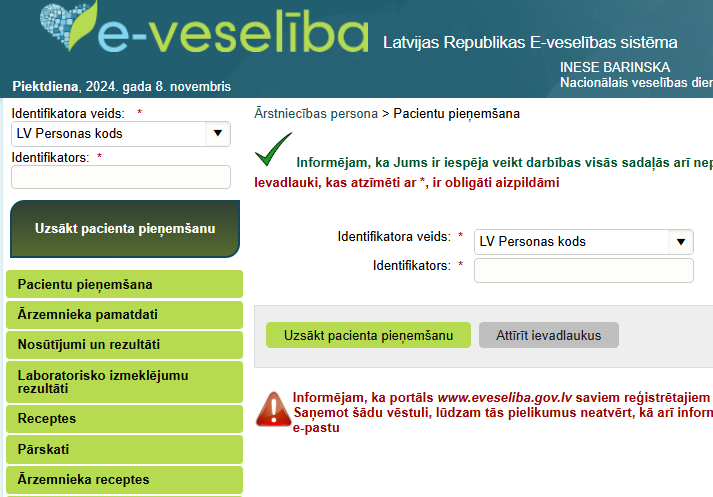 e-veselība
Latvijas Republikas E-veselības sistēma
INESE BARINSKA
Piektdiena, 2024. gada 8. novembris
Nacionālais veselības
Identifikatora veids: *
LV Personas kods
Identifikators: *
Uzsākt pacienta pieņemšanu
Pacientu pieņemšana
Ārzemnieka pamatdati
Nosūtījumi un rezultāti
Laboratorisko izmeklējumu
rezultāti
Receptes
Pārskati
Ārzemnieka receptes
Ārstniecības persona > Pacientu pieņemšana
Informējam, ka Jums ir iespēja veikt darbības visās sadaļās arī
Ievadlauki, kas atzīmēti ar *, ir obligāti aizpildāmi
Identifikatora veids: *
LV Personas kods
Identifikators: *
Uzsākt pacienta pieņemšanu
Attīrīt ievadlaukus
Informējam, ka portāls www.eveseliba.gov.lv saviem reģistrētajiem
Saņemot šādu vēstuli, lūdzam tās pielikumus neatvērt, kā arī
e-pastu